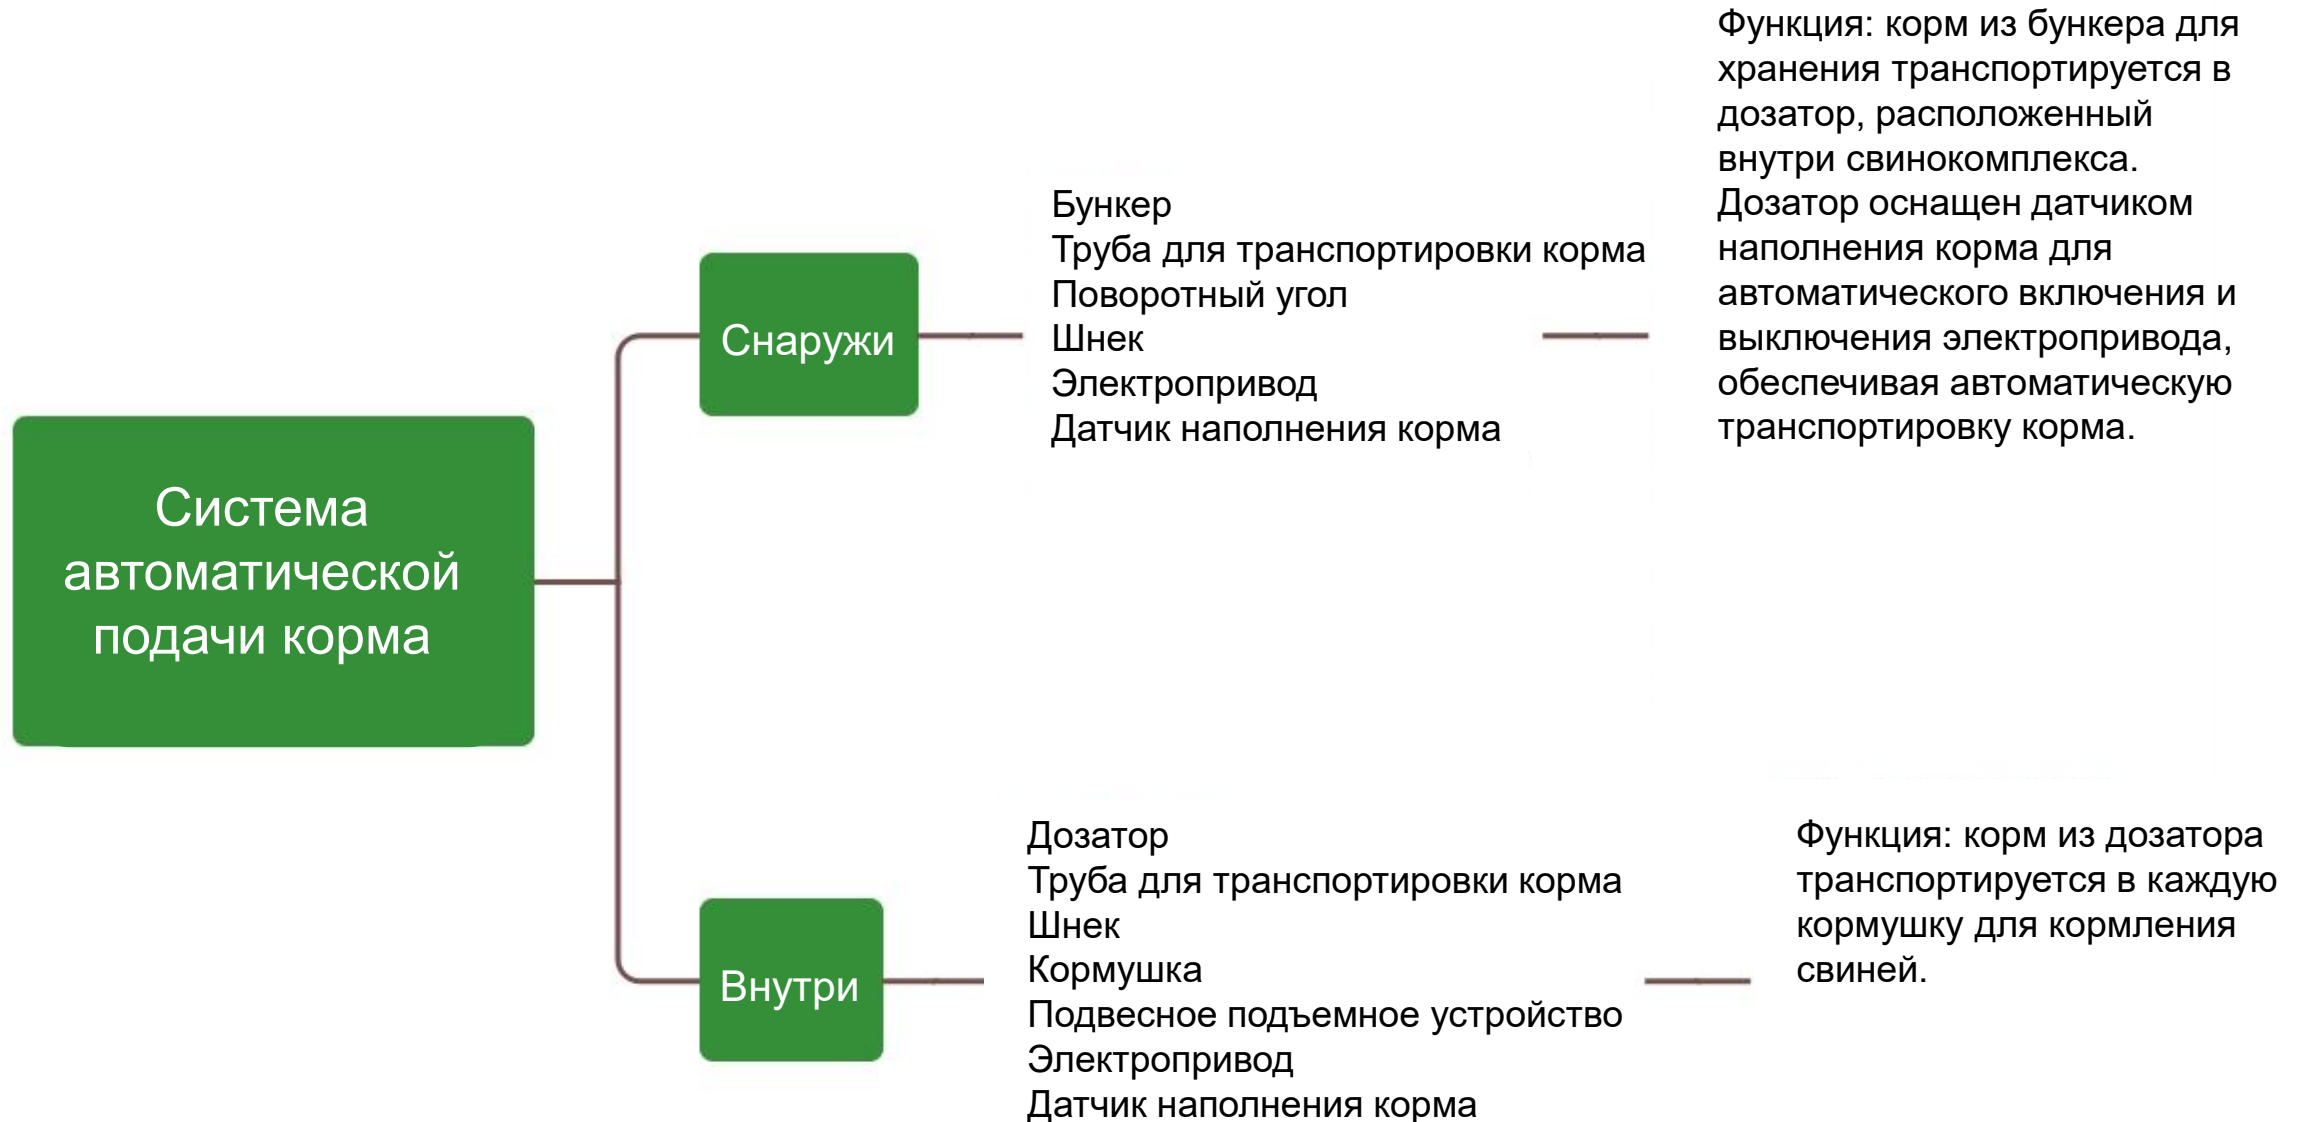 Система
автоматической
подачи корма
Снаружи
Бункер
Труба для транспортировки корма
Поворотный угол
Шнек
Электропривод
Датчик наполнения корма
Функция: корм из бункера для
хранения транспортируется в
дозатор, расположенный
внутри свинокомплекса.
Дозатор оснащен датчиком
наполнения корма для
автоматического включения и
выключения электропривода,
обеспечивая автоматическую
транспортировку корма.
Внутри
Дозатор
Труба для транспортировки корма
Шнек
Кормушка
Подвесное подъемное устройство
Электропривод
Датчик наполнения корма
Функция: корм из дозатора
транспортируется в каждую
кормушку для кормления
свиней.